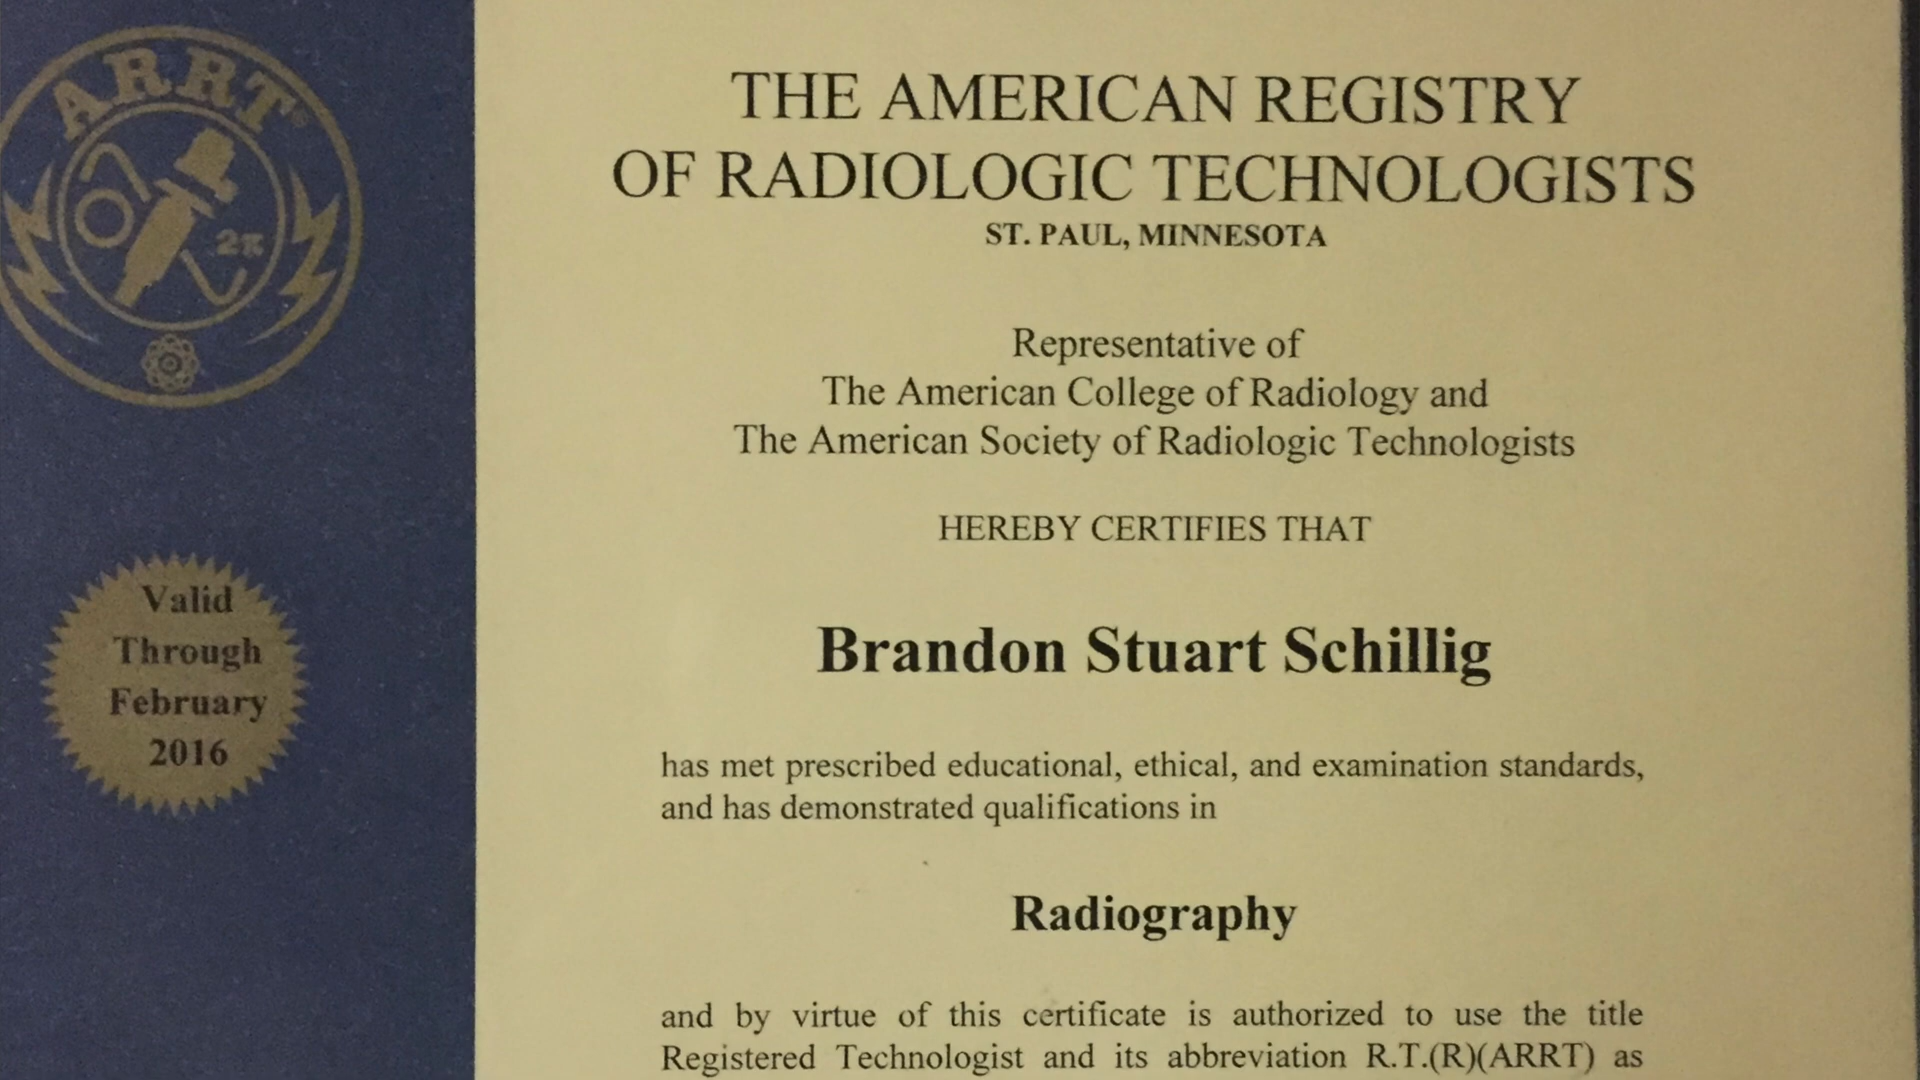 ARRT®
2π
Valid
Through
February
2016
THE AMERICAN REGISTRY
OF RADIOLOGIC TECHNOLOGISTS
ST. PAUL, MINNESOTA
Representative of
The American College of Radiology and
The American Society of Radiologic Technologists
HEREBY CERTIFIES THAT
Brandon Stuart Schillig
has met prescribed educational, ethical, and examination standards,
and has demonstrated qualifications in
Radiography
and by virtue of this certificate is authorized to use the title
Registered Technologist and its abbreviation R.T.(R)(ARRT) as